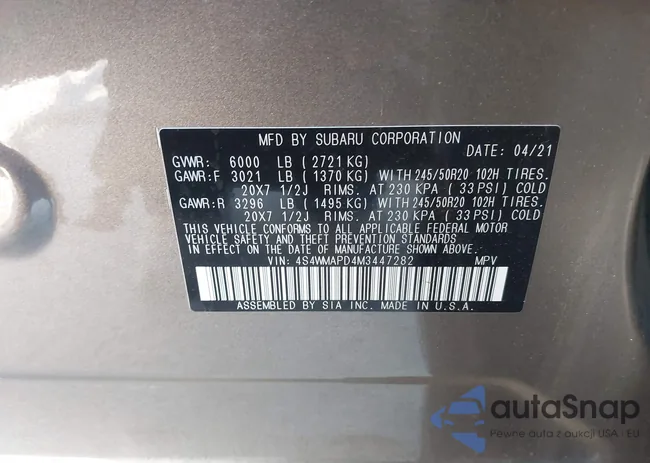 MFD BY SUBARU CORPORATION
GVWR: 6000 LB ( 2721 KG) DATE: 04/21
GAWR:F 3021 LB ( 1370 KG) WITH 245/50R20 102H TIRES.
20X7 1/2J RIMS. AT 230 KPA ( 33 PSI) COLD
GAWR:R 3296 LB ( 1495 KG) WITH 245/50R20 102H TIRES.
20X7 1/2J RIMS. AT 230 KPA ( 33 PSI) COLD
THIS VEHICLE CONFORMS TO ALL APPLICABLE FEDERAL MOTOR
VEHICLE SAFETY AND THEFT PREVENTION STANDARDS
IN EFFECT ON THE DATE OF MANUFACTURE SHOWN ABOVE.
VIN: 4S4WMAPD4M3447282 MPV
ASSEMBLED BY SIA INC. MADE IN U.S.A.
autaSnap
Pewne auta z aukcji USA - EU